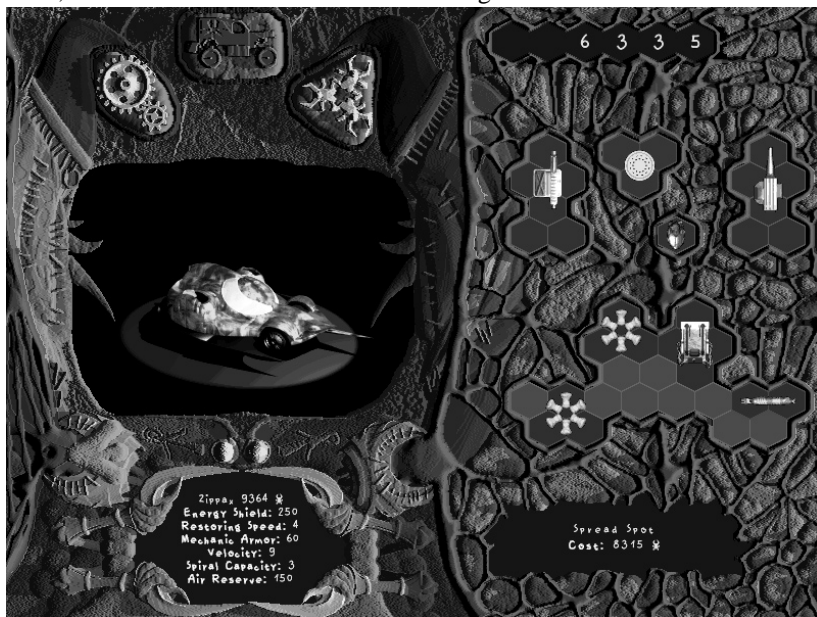 6 3 3 5
Zippax 9364
Energy Shield: 250
Restoring Speed: 4
Mechanic Armor: 60
Velocity: 9
Spiral Capacity: 3
Air Reserve: 150
Spread Spot
Cost: 8315